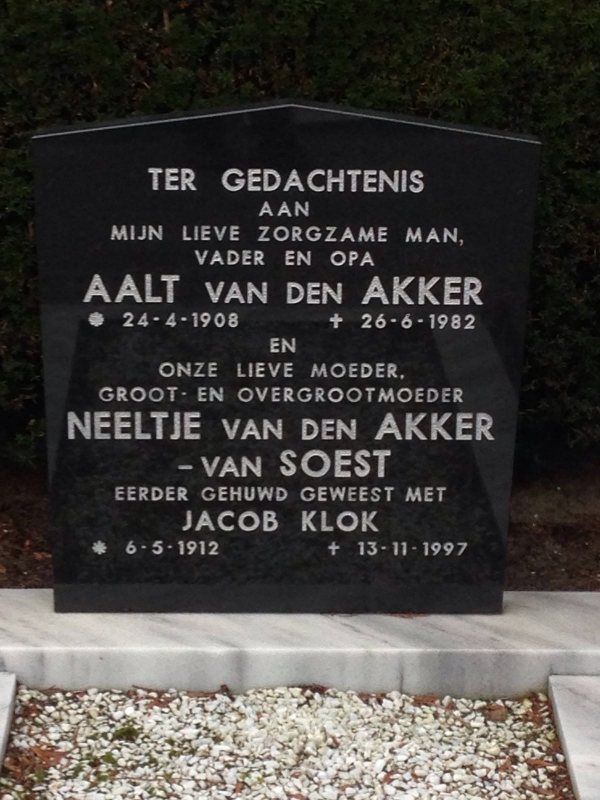 TER GEDACHTENIS
AAN
MIJN LIEVE ZORGZAME MAN,
VADER EN OPA
AALT VAN DEN AKKER
* 24-4-1908 † 26-6-1982
EN
ONZE LIEVE MOEDER,
GROOT- EN OVERGROOTMOEDER
NEELTJE VAN DEN AKKER
-VAN SOEST
EERDER GEHUWD GEWEEST MET
JACOB KLOK
* 6-5-1912 † 13-11-1997